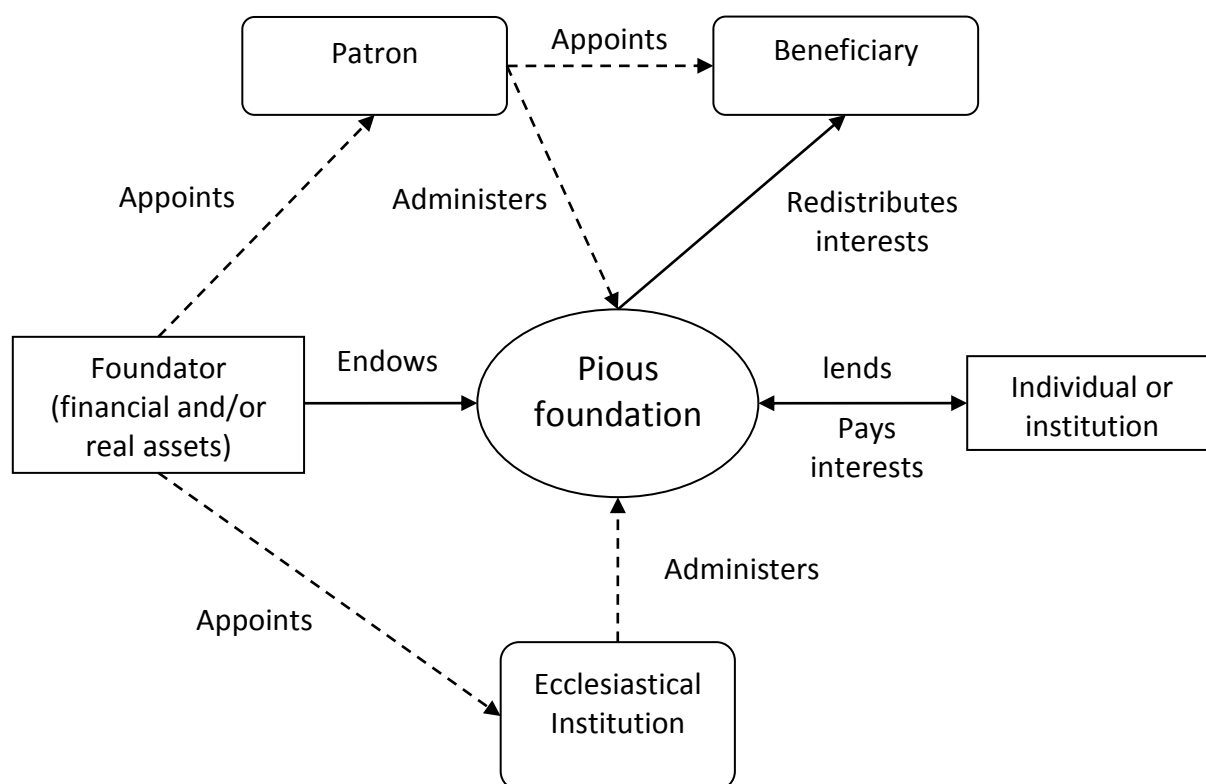 Patron
Appoints
Beneficiary
Appoints
Administers
Redistributes
interests
Foundator
(financial and/or
real assets)
Endows
Pious
foundation
lends
Pays
interests
Individual or
institution
Administers
Appoints
Ecclesiastical
Institution